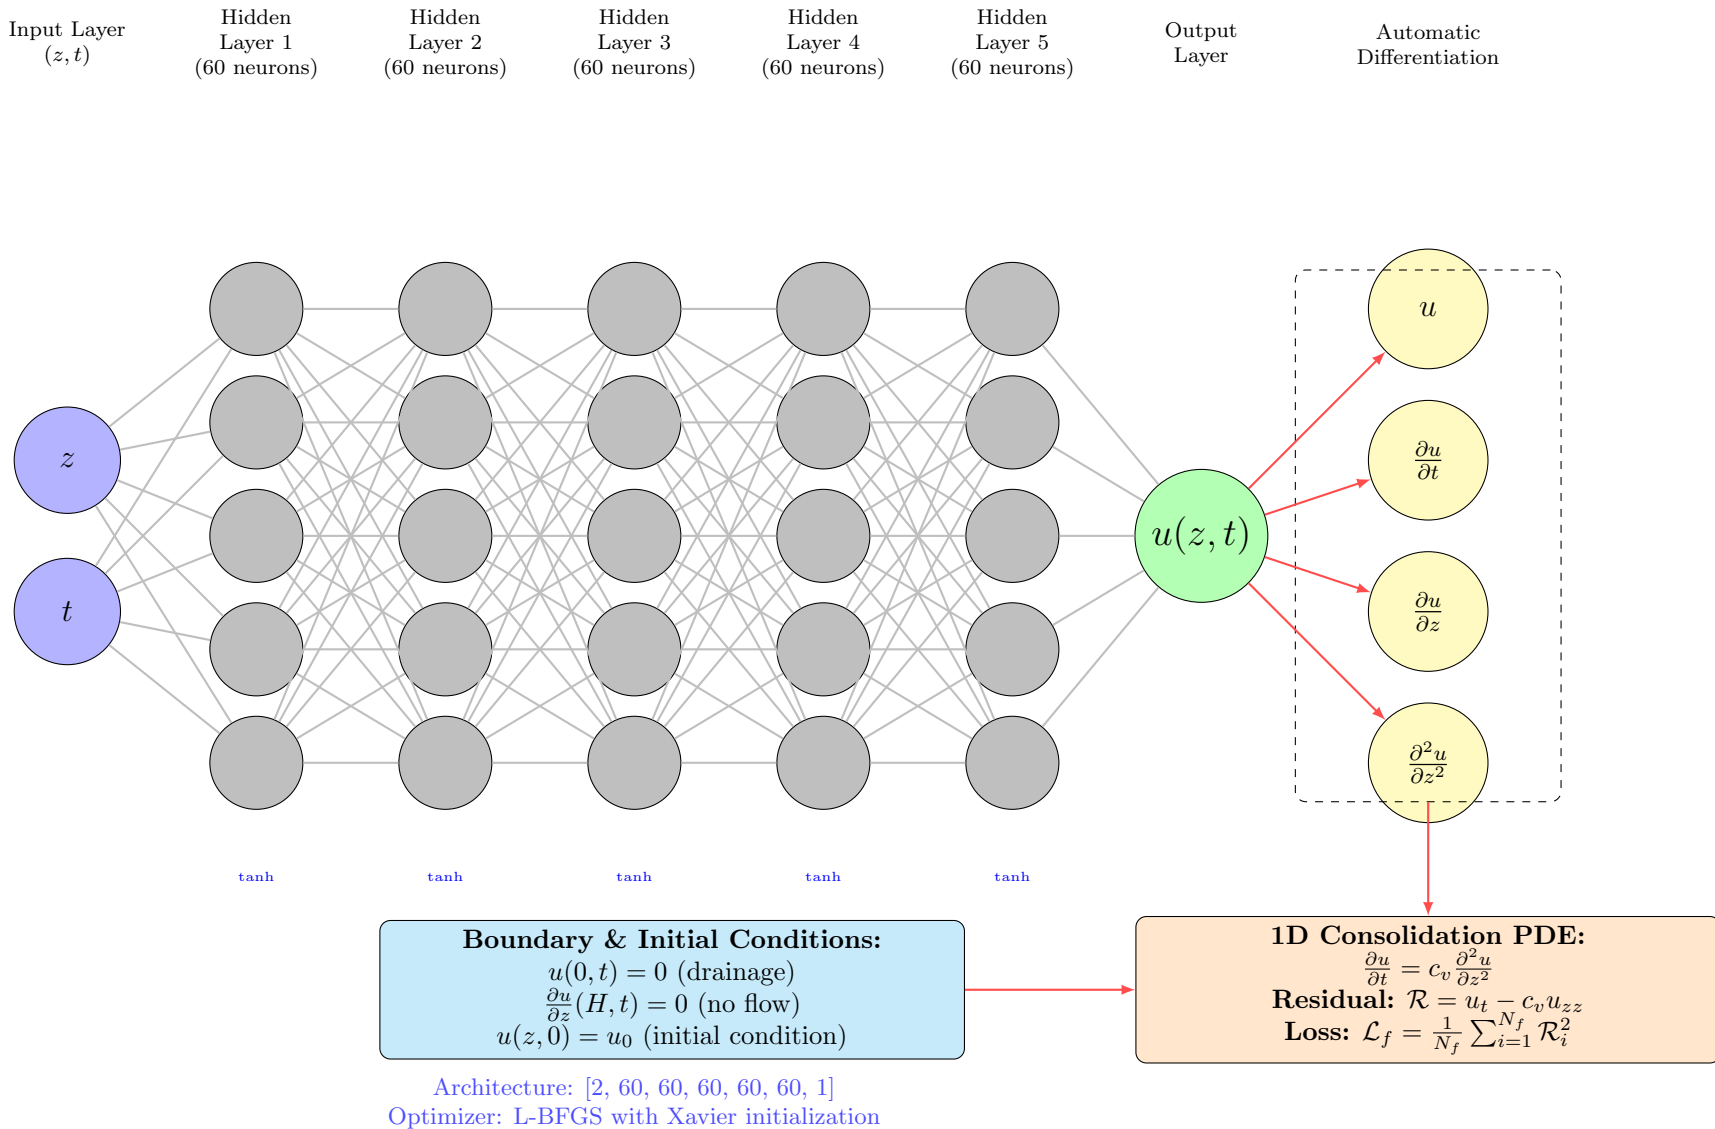 Input Layer
(z, t)
Hidden
Layer 1
(60 neurons)
Hidden
Layer 2
(60 neurons)
Hidden
Layer 3
(60 neurons)
Hidden
Layer 4
(60 neurons)
Hidden
Layer 5
(60 neurons)
Output
Layer
Automatic
Differentiation
z
t
u(z, t)
u
∂u/∂t
∂u/∂z
∂²u/∂z²
tanh
tanh
tanh
tanh
tanh
Boundary & Initial Conditions:
u(0, t) = 0 (drainage)
∂u/∂z(H, t) = 0 (no flow)
u(z, 0) = u₀ (initial condition)
1D Consolidation PDE:
∂u/∂t = c_v ∂²u/∂z²
Residual: ℛ = u_t − c_v u_zz
Loss: ℒ_f = 1/N_f ∑_{i=1}^{N_f} ℛ_i²
Architecture: [2, 60, 60, 60, 60, 60, 1]
Optimizer: L-BFGS with Xavier initialization